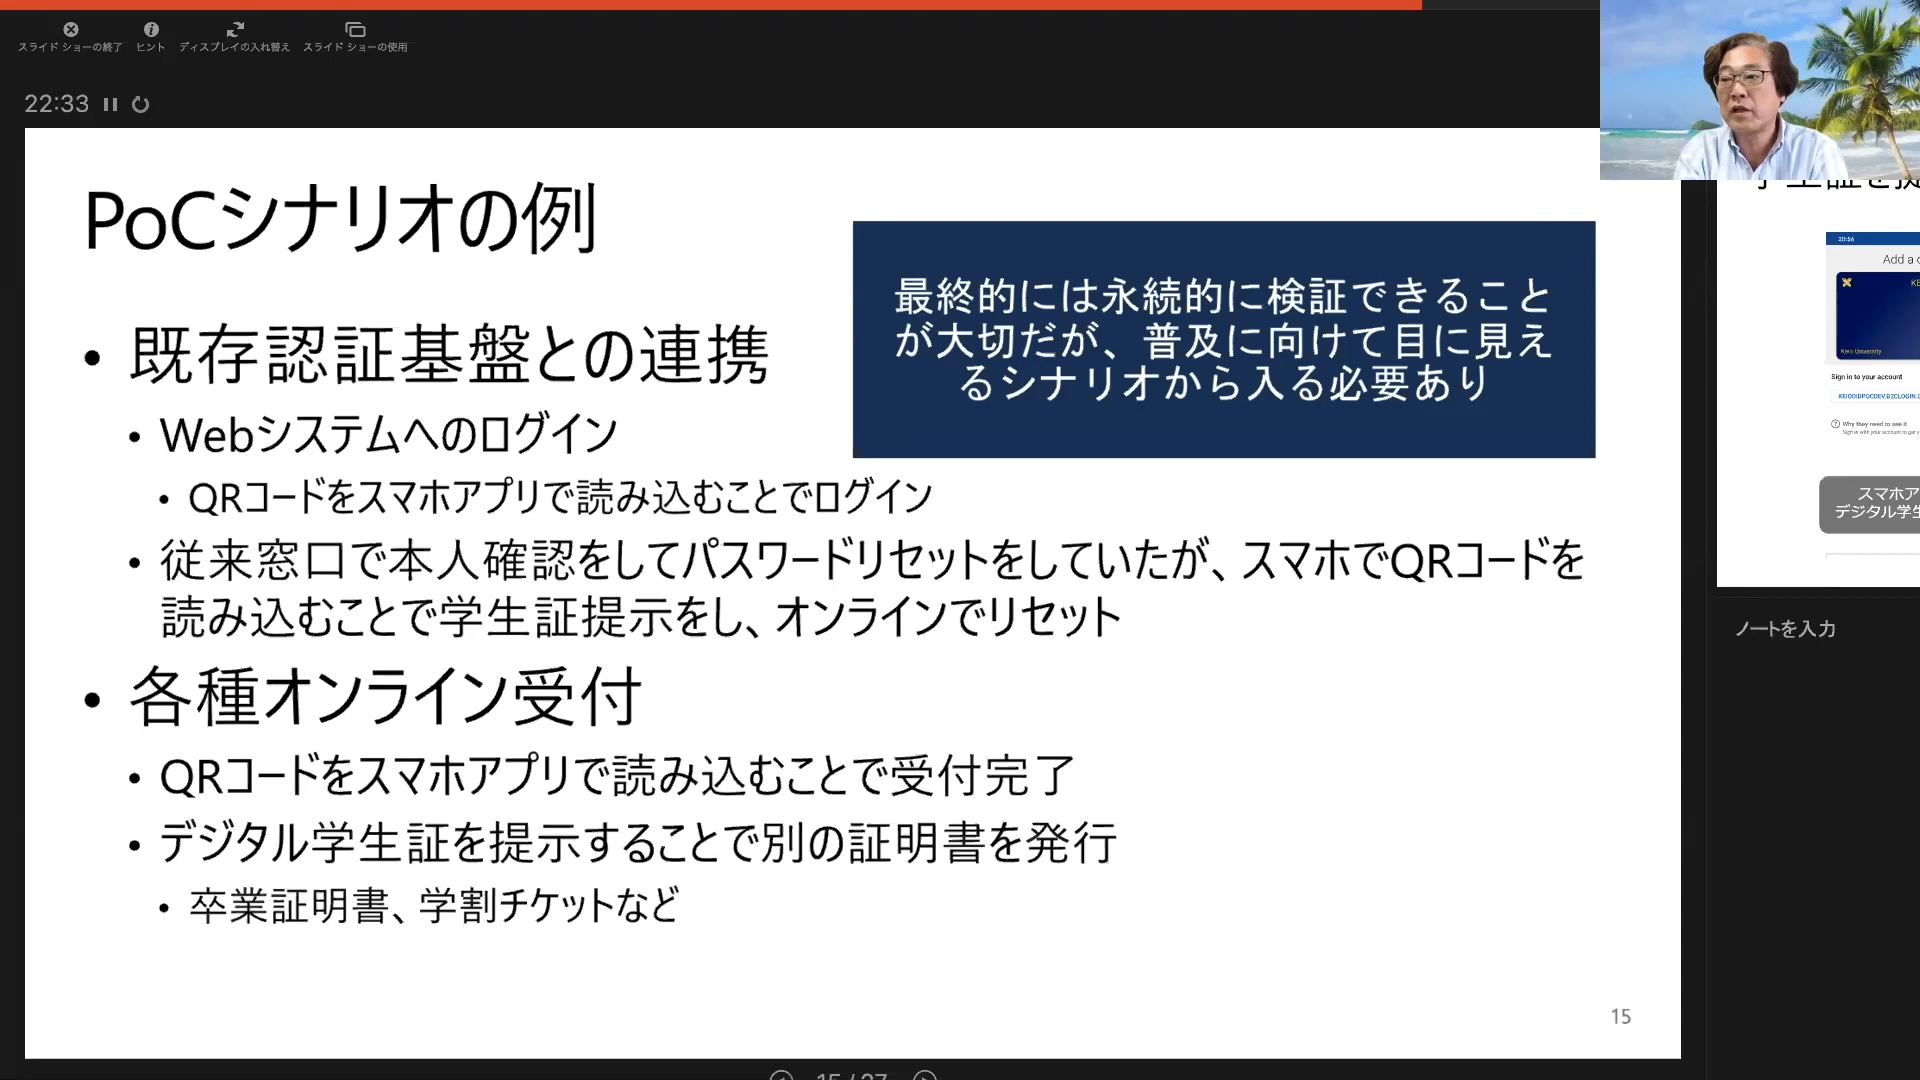 スライド ショーの終了 ヒント ディスプレイの入れ替え スライド ショーの使用
22:33
PoCシナリオの例
最終的には永続的に検証できること
が大切だが、普及に向けて目に見え
るシナリオから入る必要あり
• 既存認証基盤との連携
• Webシステムへのログイン
• QRコードをスマホアプリで読み込むことでログイン
• 従来窓口で本人確認をしてパスワードリセットをしていたが、スマホでQRコードを
読み込むことで学生証提示をし、オンラインでリセット
• 各種オンライン受付
• QRコードをスマホアプリで読み込むことで受付完了
• デジタル学生証を提示することで別の証明書を発行
• 卒業証明書、学割チケットなど
15
20:56
Add a c
KE
Keio University
Sign in to your account
Why they need to see it
スマホア
デジタル学生
ノートを入力
15 / 27